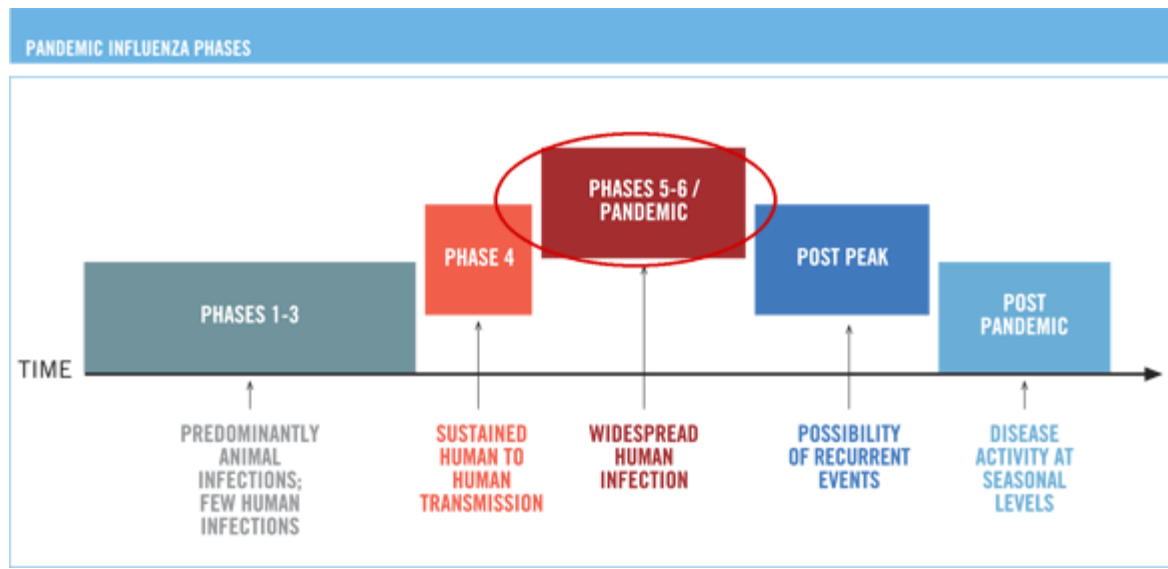 PANDEMIC INFLUENZA PHASES
PHASES 1-3
PHASE 4
PHASES 5-6 /
PANDEMIC
POST PEAK
POST
PANDEMIC
TIME
PREDOMINANTLY
ANIMAL
INFECTIONS;
FEW HUMAN
INFECTIONS
SUSTAINED
HUMAN TO
HUMAN
TRANSMISSION
WIDESPREAD
HUMAN
INFECTION
POSSIBILITY
OF RECURRENT
EVENTS
DISEASE
ACTIVITY AT
SEASONAL
LEVELS